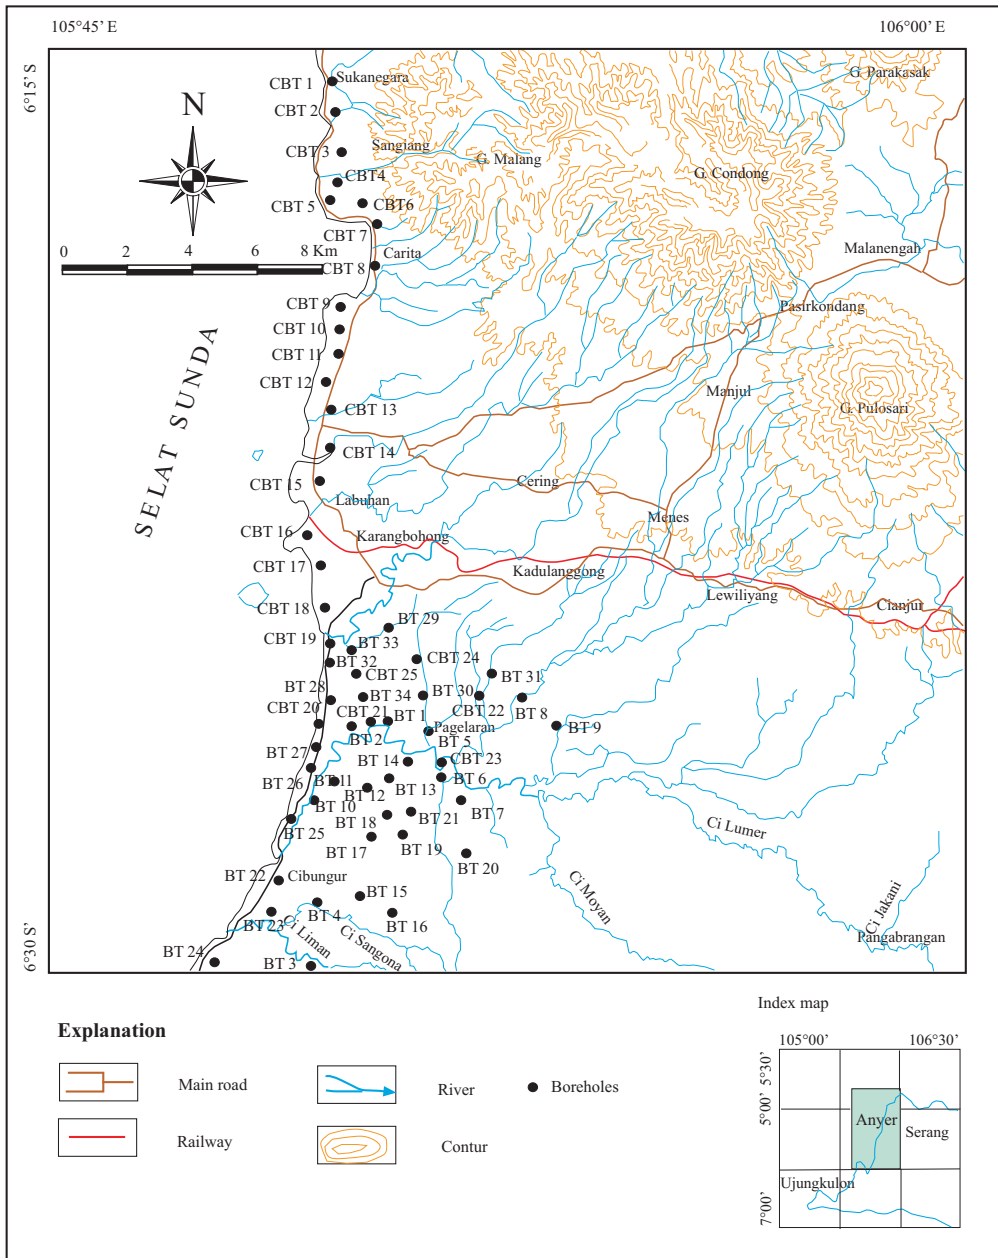 105°45’ E
106°00’ E
6°15’ S
6°30 S’
N
0 2 4 6 8 Km
SELAT SUNDA
CBT 1
Sukanegara
G. Parakasak
CBT 2
CBT 3
Sangiang
G. Malang
G. Condong
CBT4
CBT 5
CBT6
CBT 7
Malanengah
Carita
CBT 8
CBT 9
Pasirkondang
CBT 10
CBT 11
CBT 12
Manjul
CBT 13
G. Pulosari
CBT 14
CBT 15
Cering
Labuhan
Menes
CBT 16
Karangbohong
CBT 17
Kadulanggong
Lewiliyang
CBT 18
Cianjur
BT 29
CBT 19
BT 33
BT 32
CBT 24
CBT 25
BT 31
BT 28
BT 34
BT 30
CBT 20
CBT 21
BT 1
CBT 22
BT 8
BT 9
BT 2
Pagelaran
BT 5
BT 27
BT 14
CBT 23
BT 26
BT 11
BT 12
BT 13
BT 6
BT 10
BT 18
BT 21
BT 7
BT 25
BT 17
BT 19
BT 20
Ci Lumer
BT 22
Cibungur
Ci Moyan
Ci Jakani
BT 15
BT 4
BT 23
BT 16
Ci Liman
Ci Sangona
Pangabrangan
BT 24
BT 3
Explanation
Main road
River
Boreholes
Railway
Contur
Index map
105°00’
106°30’
5°30’
5°00’
7°00’
Anyer
Serang
Ujungkulon